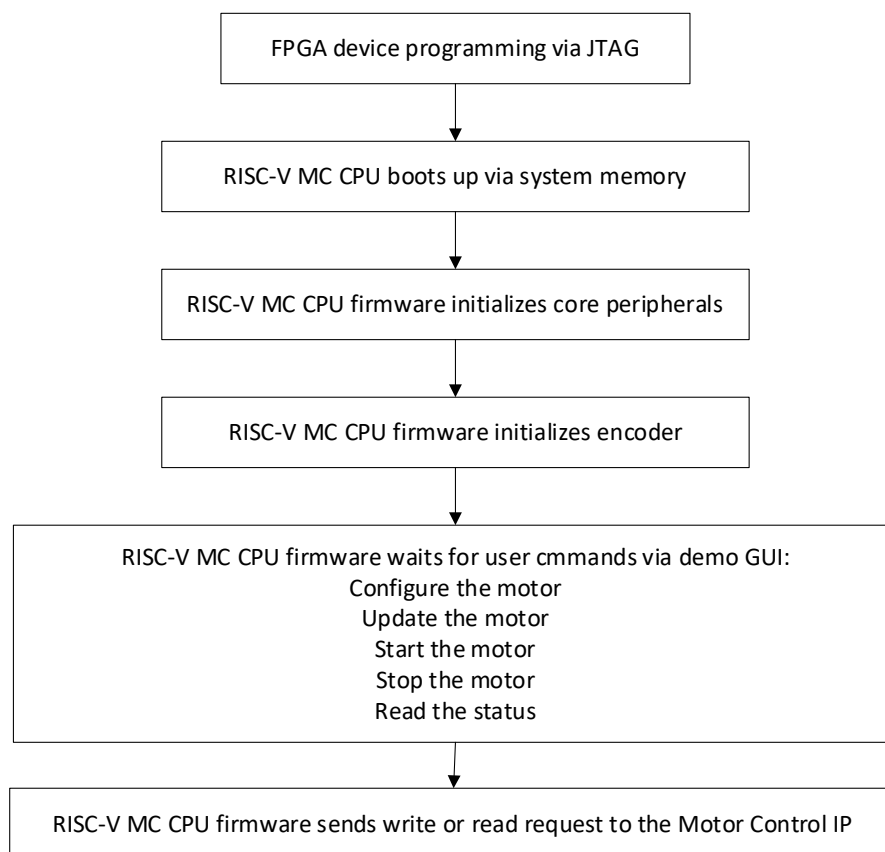 FPGA device programming via JTAG
RISC-V MC CPU boots up via system memory
RISC-V MC CPU firmware initializes core peripherals
RISC-V MC CPU firmware initializes encoder
RISC-V MC CPU firmware waits for user cmmands via demo GUI:
Configure the motor
Update the motor
Start the motor
Stop the motor
Read the status
RISC-V MC CPU firmware sends write or read request to the Motor Control IP